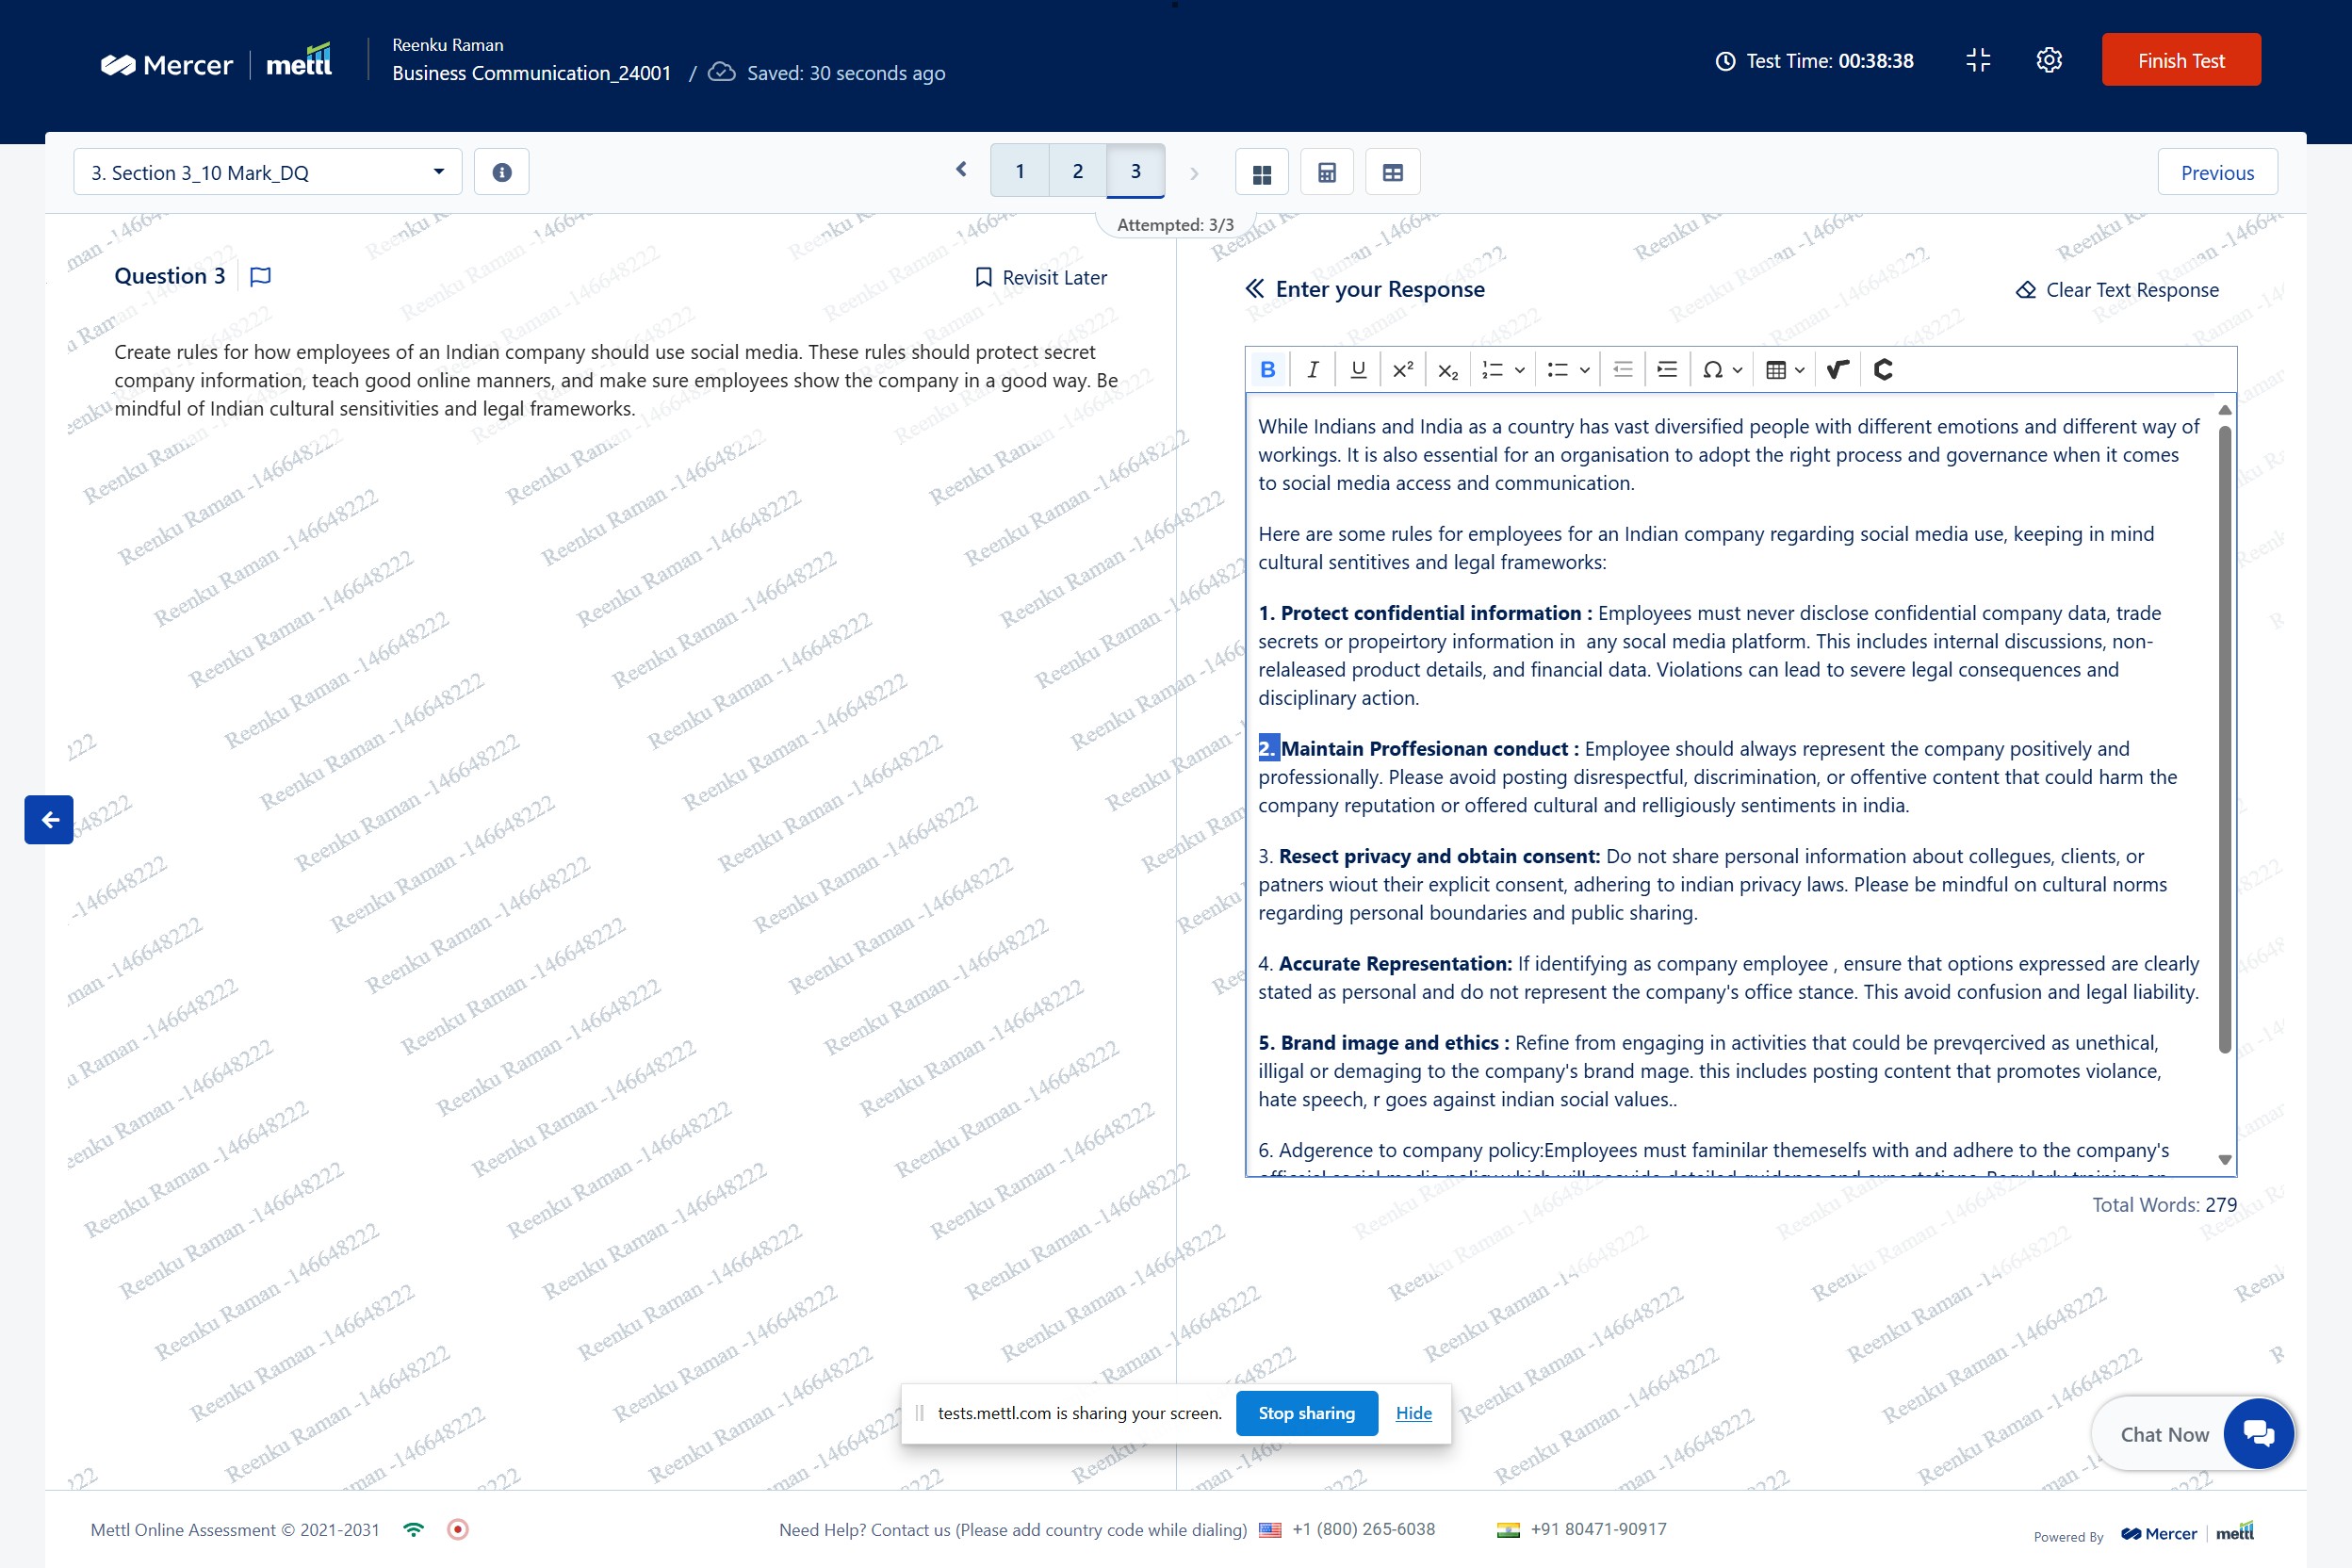 Mercer | mettl
Reenku Raman
Business Communication_24001 / Saved: 30 seconds ago
Test Time: 00:38:38
Finish Test
3. Section 3_10 Mark_DQ
1 2 3
Previous
Attempted: 3/3
Question 3
Revisit Later
Create rules for how employees of an Indian company should use social media. These rules should protect secret
company information, teach good online manners, and make sure employees show the company in a good way. Be
mindful of Indian cultural sensitivities and legal frameworks.
Enter your Response
Clear Text Response
B I U x² x₂ Ω
While Indians and India as a country has vast diversified people with different emotions and different way of
workings. It is also essential for an organisation to adopt the right process and governance when it comes
to social media access and communication.
Here are some rules for employees for an Indian company regarding social media use, keeping in mind
cultural sentitives and legal frameworks:
1. Protect confidential information : Employees must never disclose confidential company data, trade
secrets or propeirtory information in  any socal media platform. This includes internal discussions, non-
relaleased product details, and financial data. Violations can lead to severe legal consequences and
disciplinary action.
2. Maintain Proffesionan conduct : Employee should always represent the company positively and
professionally. Please avoid posting disrespectful, discrimination, or offentive content that could harm the
company reputation or offered cultural and relligiously sentiments in india.
3. Resect privacy and obtain consent: Do not share personal information about collegues, clients, or
patners wiout their explicit consent, adhering to indian privacy laws. Please be mindful on cultural norms
regarding personal boundaries and public sharing.
4. Accurate Representation: If identifying as company employee , ensure that options expressed are clearly
stated as personal and do not represent the company's office stance. This avoid confusion and legal liability.
5. Brand image and ethics : Refine from engaging in activities that could be prevqercived as unethical,
illigal or demaging to the company's brand mage. this includes posting content that promotes violance,
hate speech, r goes against indian social values..
6. Adgerence to company policy:Employees must faminilar themeselfs with and adhere to the company's
Total Words: 279
Reenku Raman -146648222
tests.mettl.com is sharing your screen. Stop sharing Hide
Chat Now
Mettl Online Assessment © 2021-2031
Need Help? Contact us (Please add country code while dialing) +1 (800) 265-6038 +91 80471-90917
Powered By Mercer | mettl